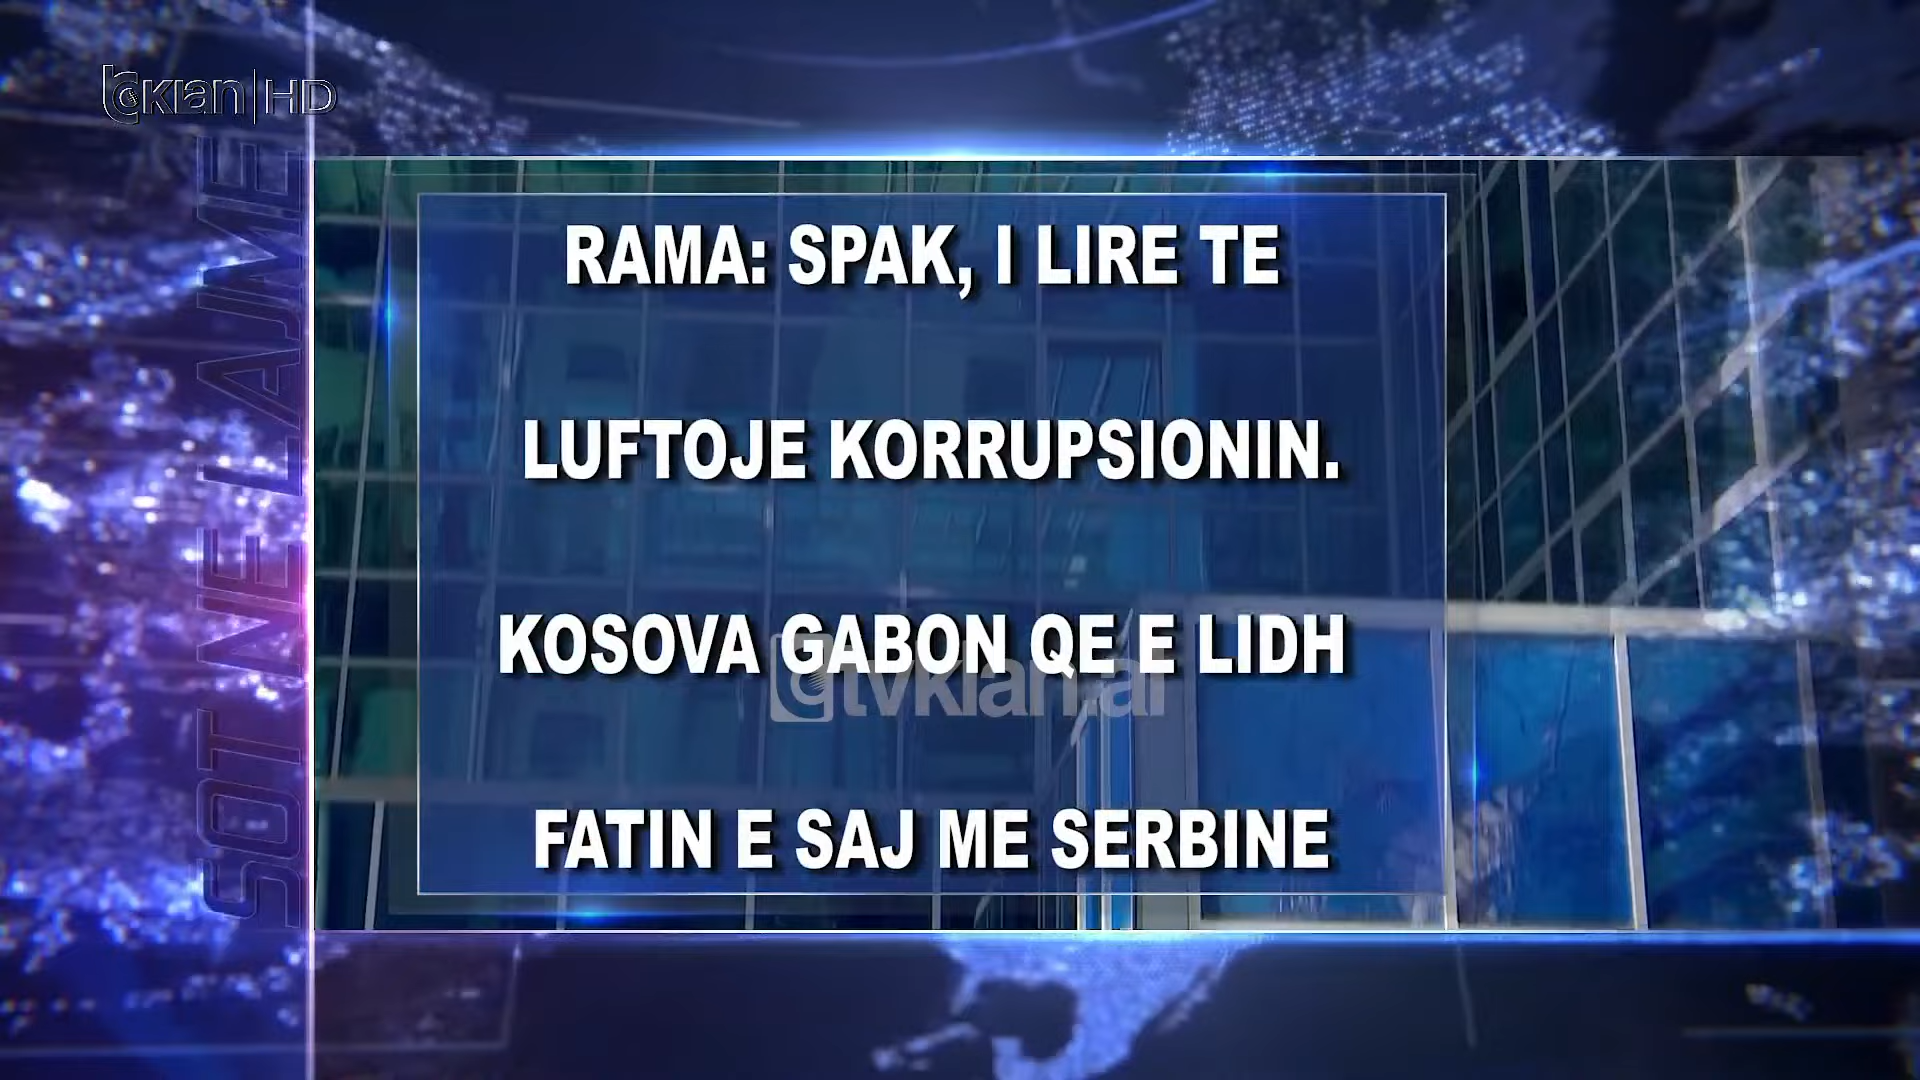 tvKlan|HD
SOT NE LAJME
RAMA: SPAK, I LIRE TE
LUFTOJE KORRUPSIONIN.
KOSOVA GABON QE E LIDH
tvklan.al
FATIN E SAJ ME SERBINE